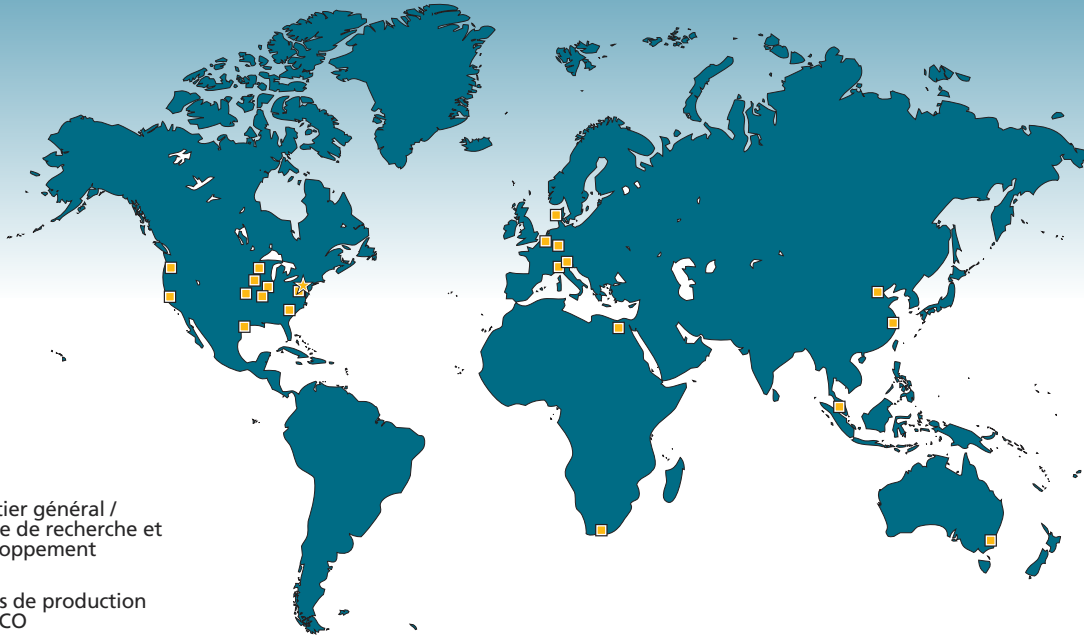 tier général /
e de recherche et
oppement
s de production
CO